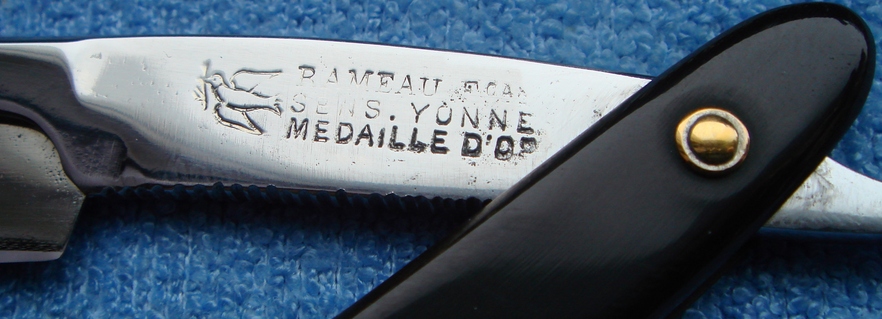 RAMEAU
SENS. YONNE
MEDAILLE D'OR